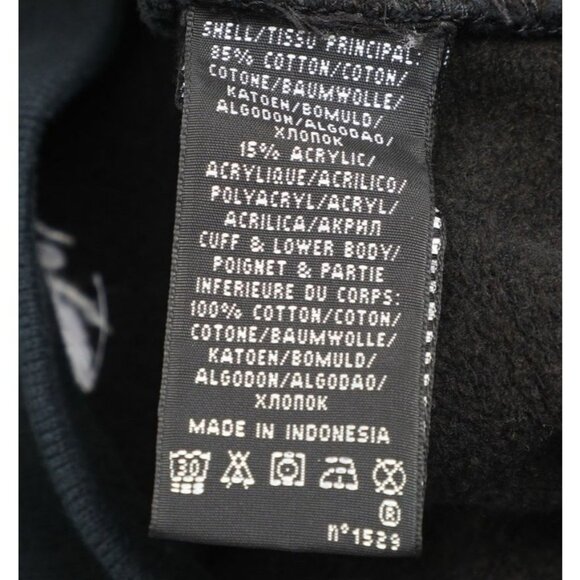 SHELL/TISSU PRINCIPAL:
85% COTTON/COTON/
COTONE/BAUMWOLLE/
KATOEN/BOMULD/
ALGODON/ALGODAO/
ХЛОПОК
15% ACRYLIC/
ACRYLIQUE/ACRILICO/
POLYACRYL/ACRYL/
ACRILICA/АКРИЛ
CUFF & LOWER BODY/
POIGNET & PARTIE
INFERIEURE DU CORPS:
100% COTTON/COTON/
COTONE/BAUMWOLLE/
KATOEN/BOMULD/
ALGODON/ALGODAO/
ХЛОПОК
MADE IN INDONESIA
30
®
n°1529